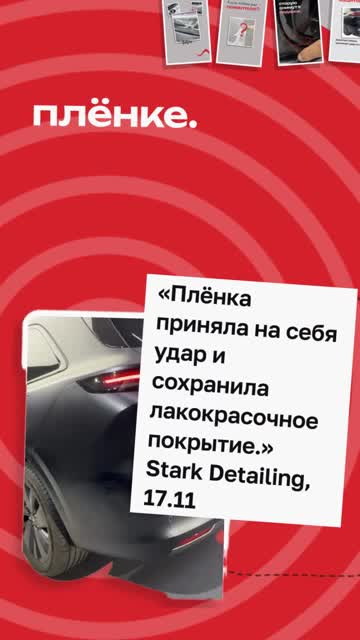 плёнке.
«Плёнка
приняла на себя
удар и
сохранила
лакокрасочное
покрытие.»
Stark Detailing,
17.11